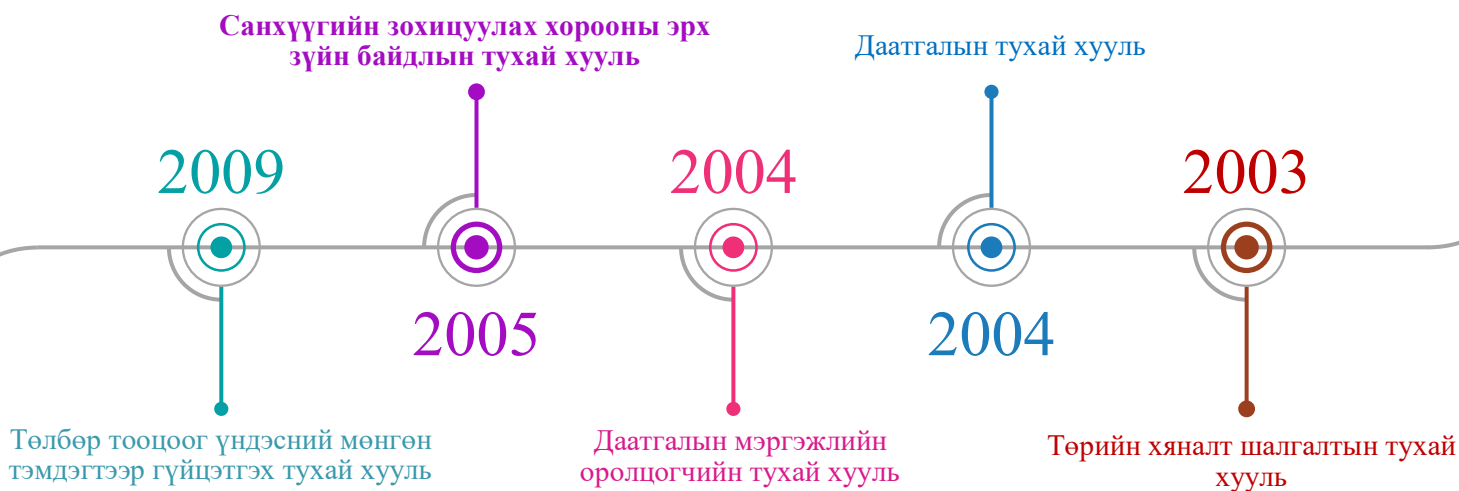 Санхүүгийн зохицуулах хорооны эрх
зүйн байдлын тухай хууль
Даатгалын тухай хууль
2009
2004
2003
2005
2004
Төлбөр тооцоог үндэсний мөнгөн
тэмдэгтээр гүйцэтгэх тухай хууль
Даатгалын мэргэжлийн
оролцогчийн тухай хууль
Төрийн хяналт шалгалтын тухай
хууль